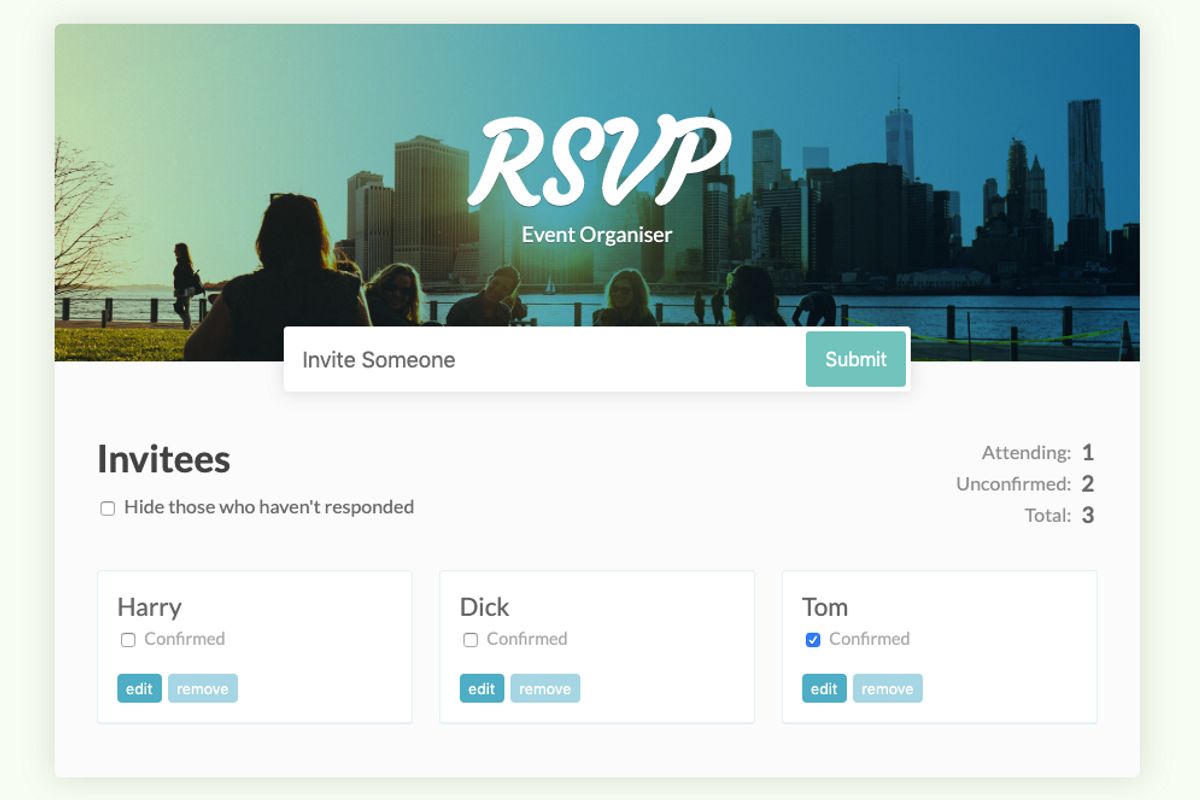 RSVP
Event Organiser
Invite Someone
Submit
Invitees
Hide those who haven't responded
Attending: 1
Unconfirmed: 2
Total: 3
Harry
Confirmed
edit remove
Dick
Confirmed
edit remove
Tom
Confirmed
edit remove